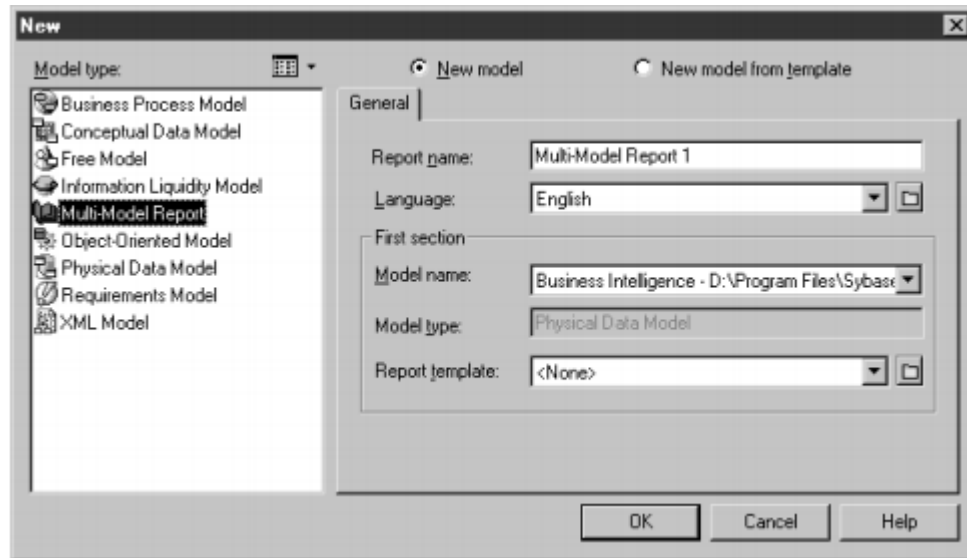 New
Model type:
New model
New model from template
Business Process Model
Conceptual Data Model
Free Model
Information Liquidity Model
Multi-Model Report
Object-Oriented Model
Physical Data Model
Requirements Model
XML Model
General
Report name:
Multi-Model Report 1
Language:
English
First section
Model name:
Business Intelligence - D:\Program Files\Sybase
Model type:
Physical Data Model
Report template:
<None>
OK
Cancel
Help